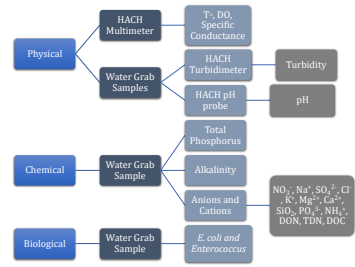 Physical
HACH
Multimeter
T°, DO,
Specific
Conductance
Water Grab
Samples
HACH
Turbidimeter
Turbidity
HACH pH
probe
pH
Chemical
Water Grab
Sample
Total
Phosphorus
Alkalinity
Anions and
Cations
NO₃⁻, Na⁺, SO₄²⁻, Cl⁻
, K⁺, Mg²⁺, Ca²⁺,
SiO₂, PO₄³⁻, NH₄⁺,
DON, TDN, DOC
Biological
Water Grab
Sample
E. coli and
Enterococcus